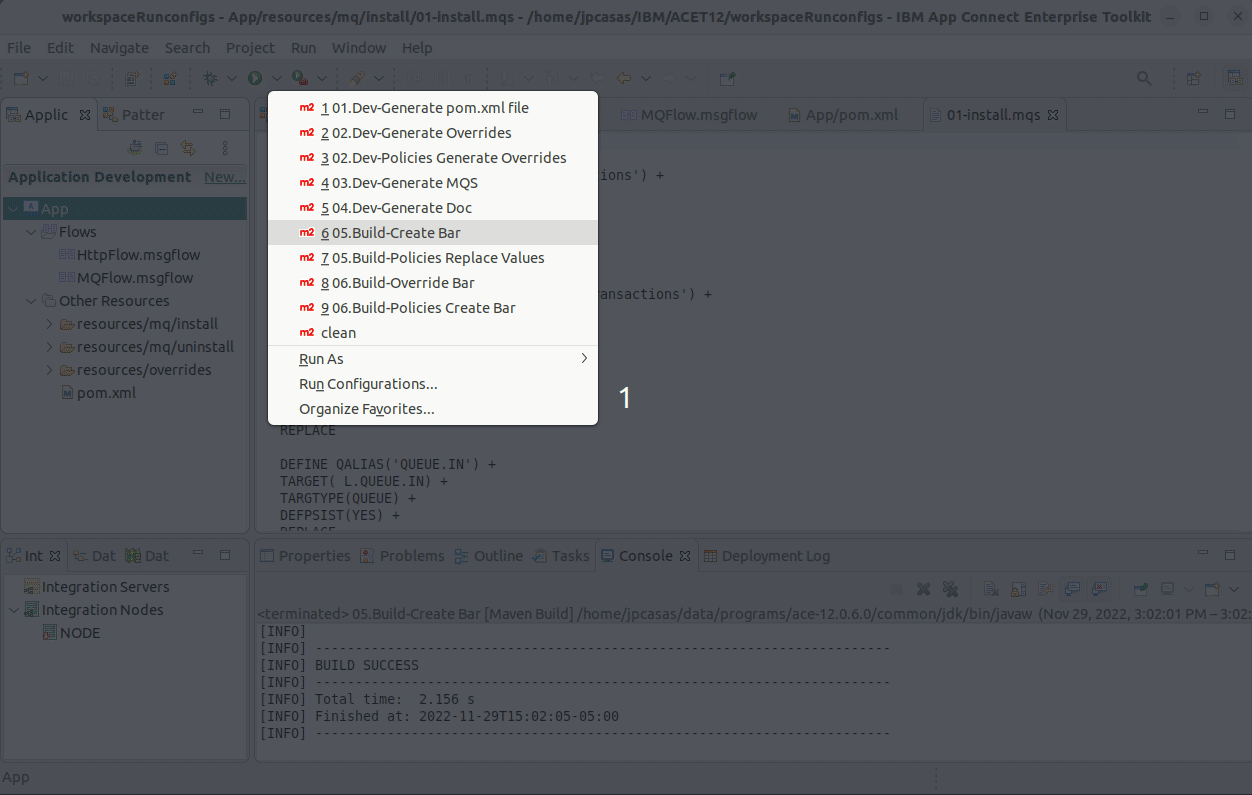 workspaceRunconfigs - App/resources/mq/install/01-install.mqs - /home/jpcasas/IBM/ACET12/workspaceRunconfigs - IBM App Connect Enterprise Toolkit
File Edit Navigate Search Project Run Window Help
Applic Patter MQFlow.msgflow App/pom.xml 01-install.mqs
Application Development New...
App
Flows
HttpFlow.msgflow
MQFlow.msgflow
Other Resources
resources/mq/install
resources/mq/uninstall
resources/overrides
pom.xml
m2 1 01.Dev-Generate pom.xml file
m2 2 02.Dev-Generate Overrides
m2 3 02.Dev-Policies Generate Overrides
m2 4 03.Dev-Generate MQS
m2 5 04.Dev-Generate Doc
m2 6 05.Build-Create Bar
m2 7 05.Build-Policies Replace Values
m2 8 06.Build-Override Bar
m2 9 06.Build-Policies Create Bar
m2 clean
Run As
Run Configurations...
Organize Favorites...
1
ions') +
ransactions') +
REPLACE
DEFINE QALIAS('QUEUE.IN') +
TARGET( L.QUEUE.IN) +
TARGTYPE(QUEUE) +
DEFPSIST(YES) +
REPLACE
Int Dat Dat
Integration Servers
Integration Nodes
NODE
Properties Problems Outline Tasks Console Deployment Log
<terminated> 05.Build-Create Bar [Maven Build] /home/jpcasas/data/programs/ace-12.0.6.0/common/jdk/bin/javaw (Nov 29, 2022, 3:02:01 PM – 3:02:
[INFO]
[INFO] ------------------------------------------------------------------------
[INFO] BUILD SUCCESS
[INFO] ------------------------------------------------------------------------
[INFO] Total time:  2.156 s
[INFO] Finished at: 2022-11-29T15:02:05-05:00
[INFO] ------------------------------------------------------------------------
App